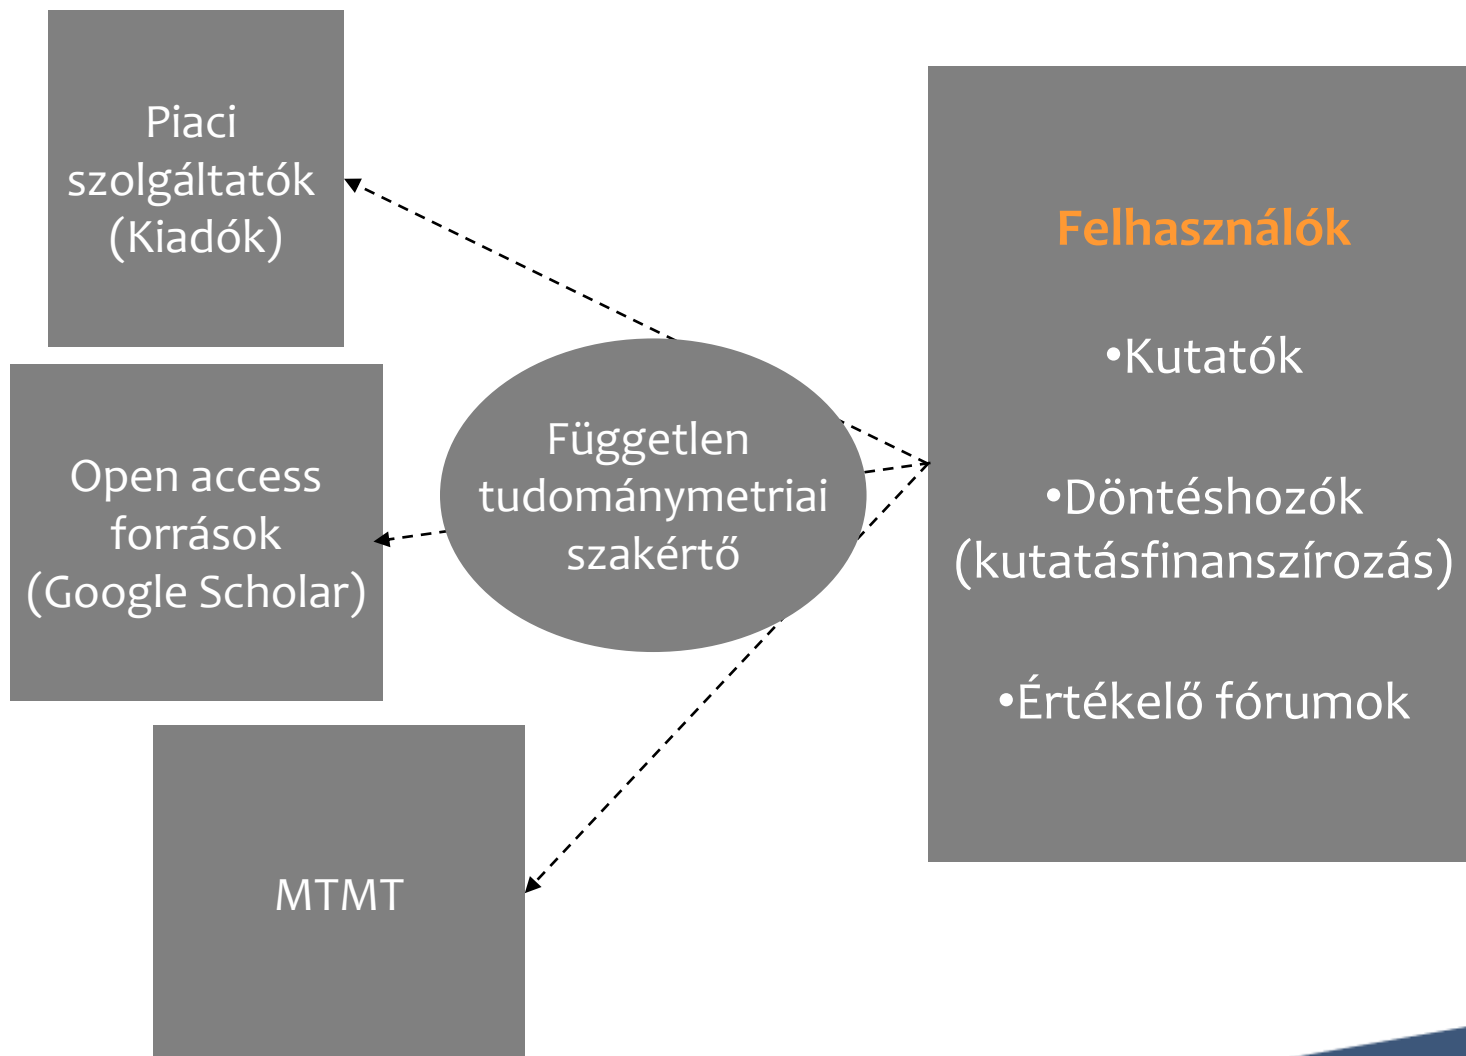 Piaci
szolgáltatók
(Kiadók)
Open access
források
(Google Scholar)
MTMT
Független
tudománymetriai
szakértő
Felhasználók
•Kutatók
•Döntéshozók
(kutatásfinanszírozás)
•Értékelő fórumok